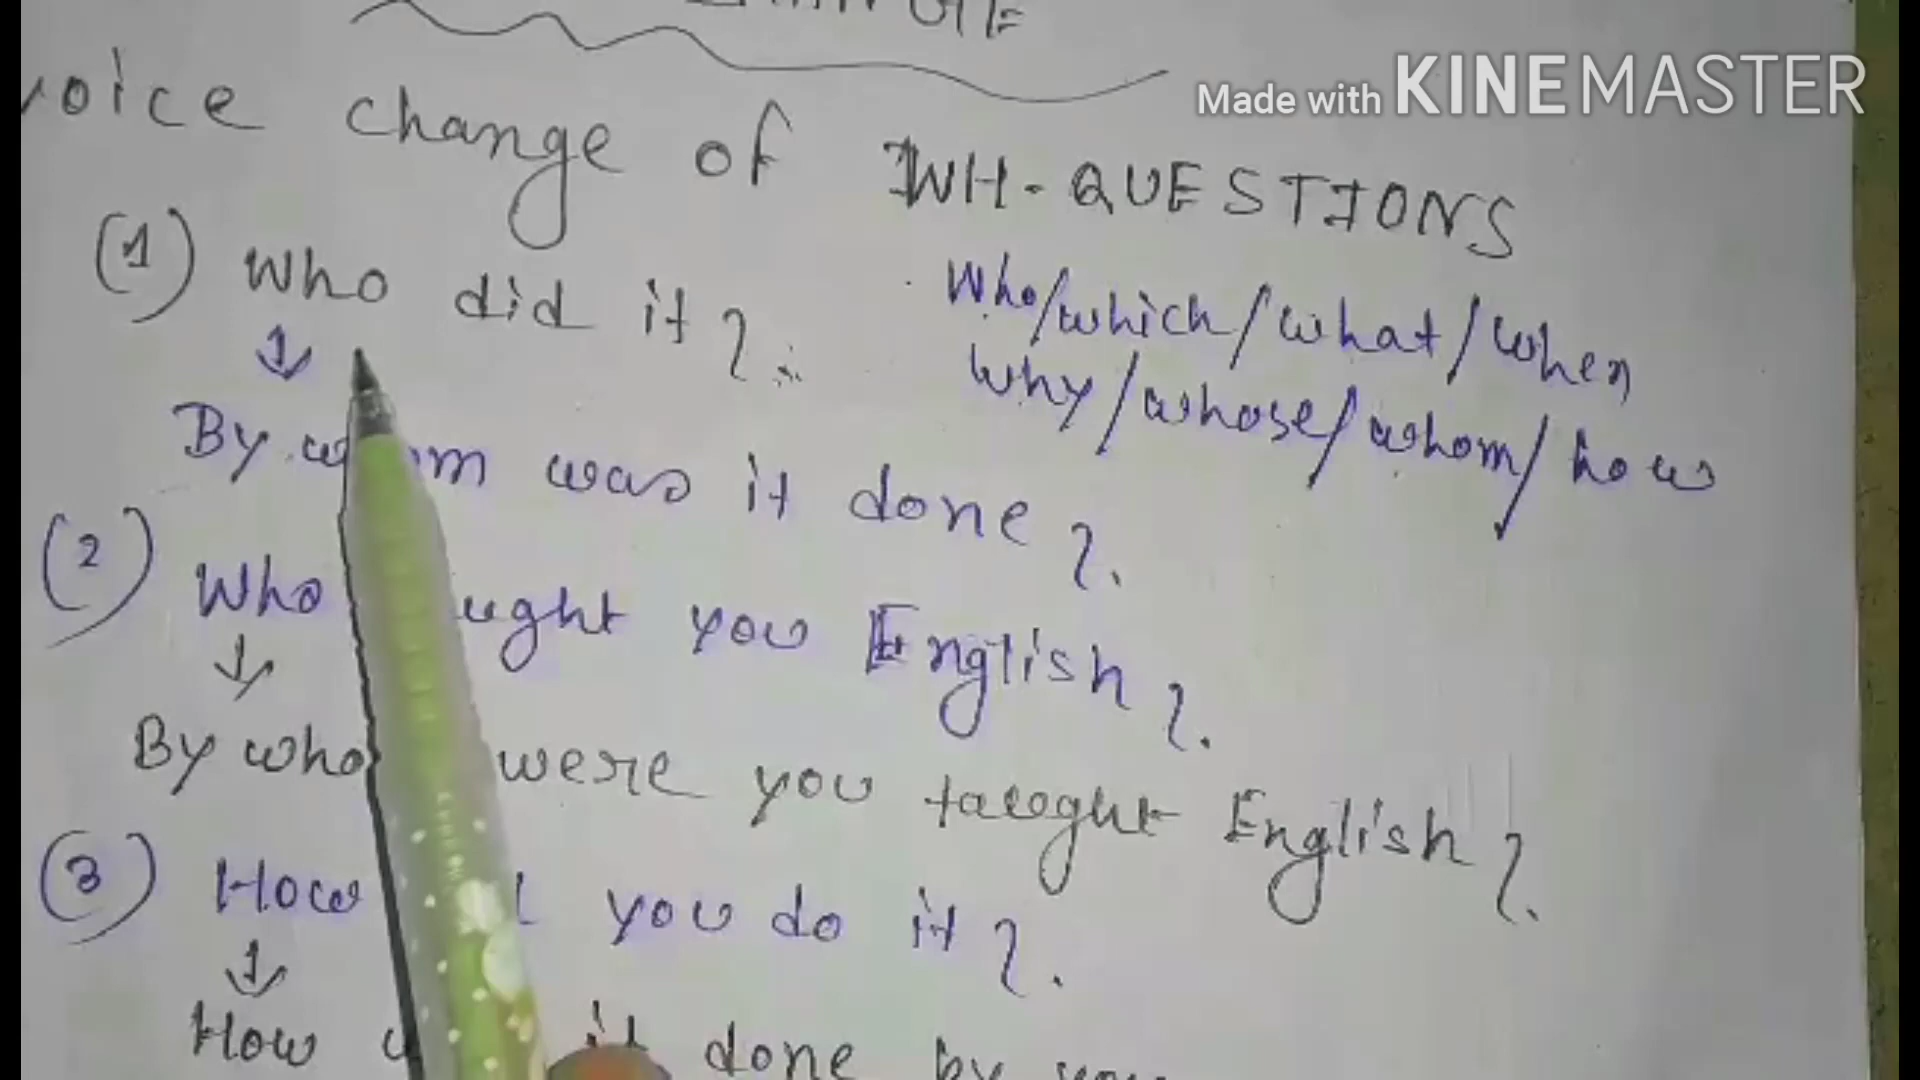 Made with KINEMASTER
voice change of WH-QUESTIONS
(1) Who did it?
Who/which/what/when
why/whose/whom/how
By was it done?
(2) Who you English?
By were you taught English?
(3) How you do it?
How it done by